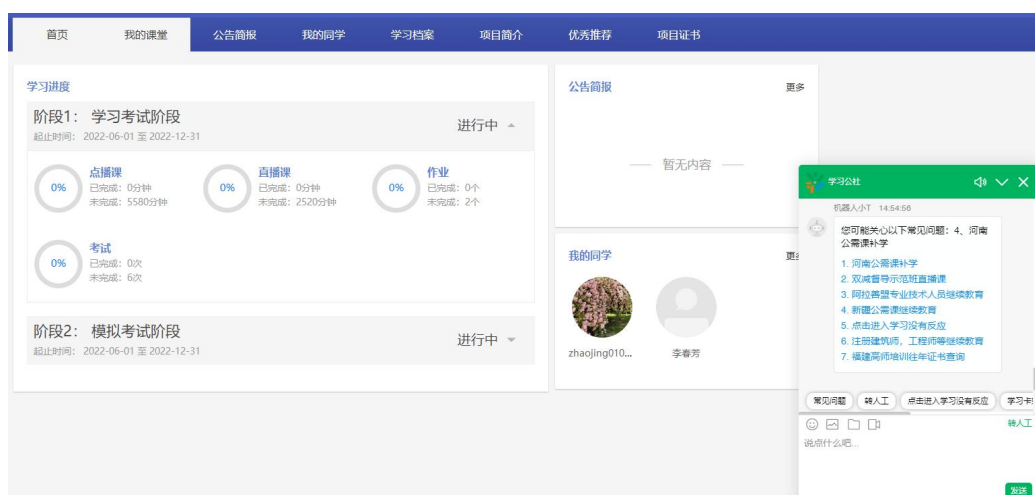 首页 我的课堂 公告简报 我的同学 学习档案 项目简介 优秀推荐 项目证书
学习进度
阶段1： 学习考试阶段
起止时间： 2022-06-01 至 2022-12-31
进行中
0%
点播课
已完成：0分钟
未完成：5580分钟
0%
直播课
已完成：0分钟
未完成：2520分钟
0%
作业
已完成：0个
未完成：2个
0%
考试
已完成：0次
未完成：6次
阶段2： 模拟考试阶段
起止时间： 2022-06-01 至 2022-12-31
进行中
公告简报 更多
暂无内容
我的同学
zhaojing010...
李春芳
学习公社
机器人小T 14:54:56
您可能关心以下常见问题：4、河南
公需课补学
1. 河南公需课补学
2. 双减督导示范班直播课
3. 阿拉善盟专业技术人员继续教育
4. 新疆公需课继续教育
5. 点击进入学习没有反应
6. 注册建筑师，工程师等继续教育
7. 福建高师培训往年证书查询
常见问题 转人工 点击进入学习没有反应 学习卡
转人工
说点什么吧...
发送